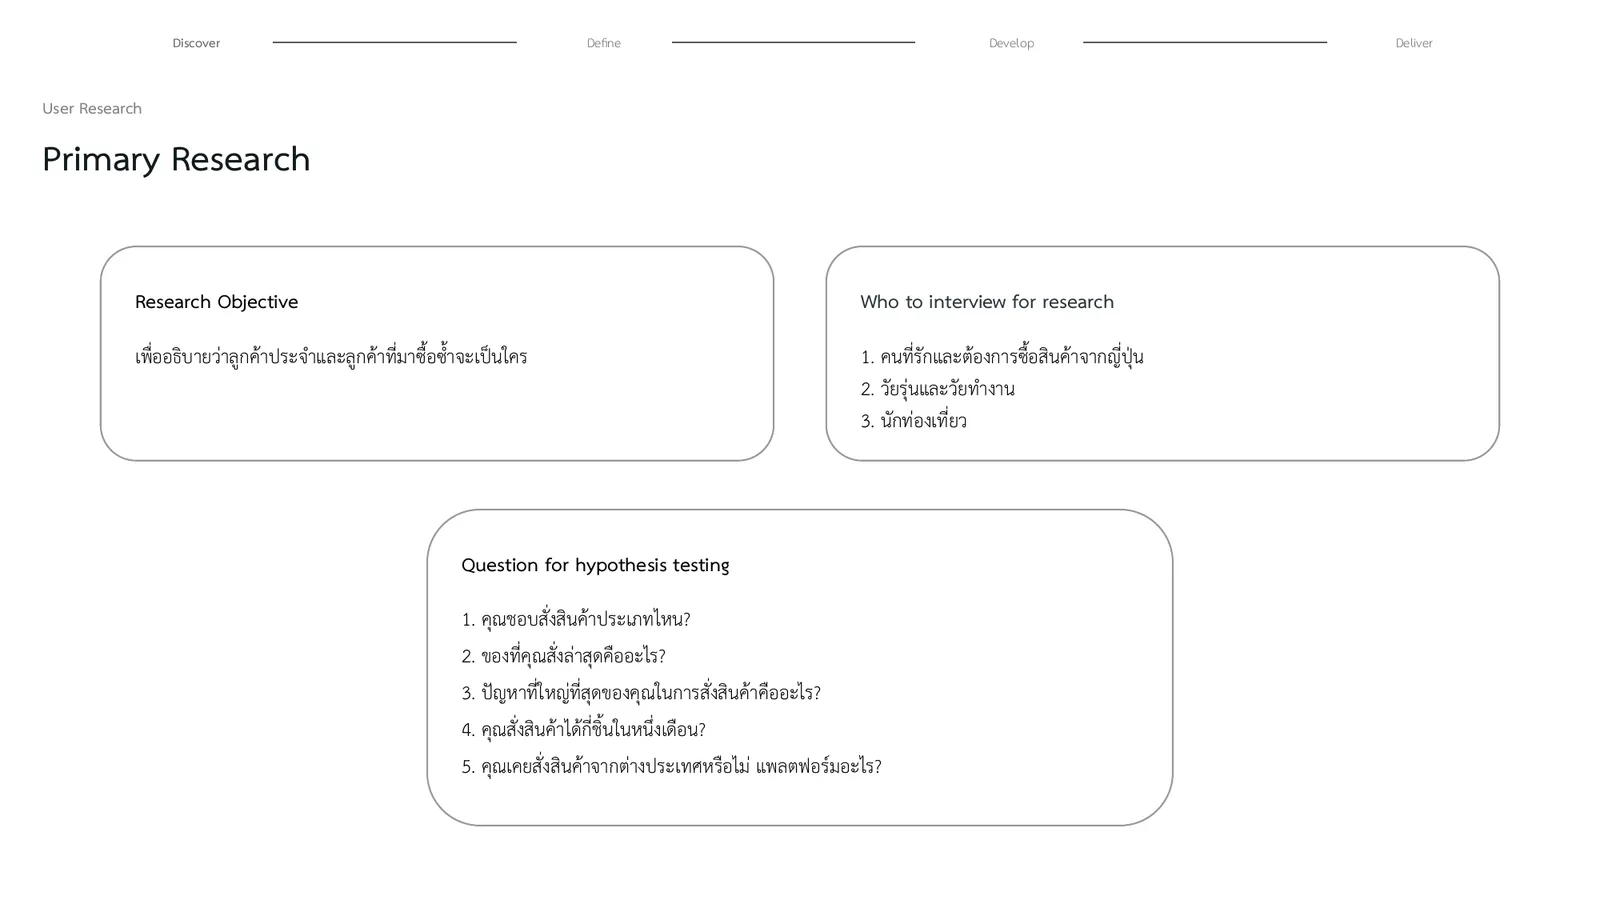 Discover
Define
Develop
Deliver
User Research
Primary Research
Research Objective
เพื่ออธิบายว่าลูกค้าประจำและลูกค้าที่มาซื้อซ้ำจะเป็นใคร
Who to interview for research
1. คนที่รักและต้องการซื้อสินค้าจากญี่ปุ่น
2. วัยรุ่นและวัยทำงาน
3. นักท่องเที่ยว
Question for hypothesis testing
1. คุณชอบสั่งสินค้าประเภทไหน?
2. ของที่คุณสั่งล่าสุดคืออะไร?
3. ปัญหาที่ใหญ่ที่สุดของคุณในการสั่งสินค้าคืออะไร?
4. คุณสั่งสินค้าได้กี่ชิ้นในหนึ่งเดือน?
5. คุณเคยสั่งสินค้าจากต่างประเทศหรือไม่ แพลตฟอร์มอะไร?